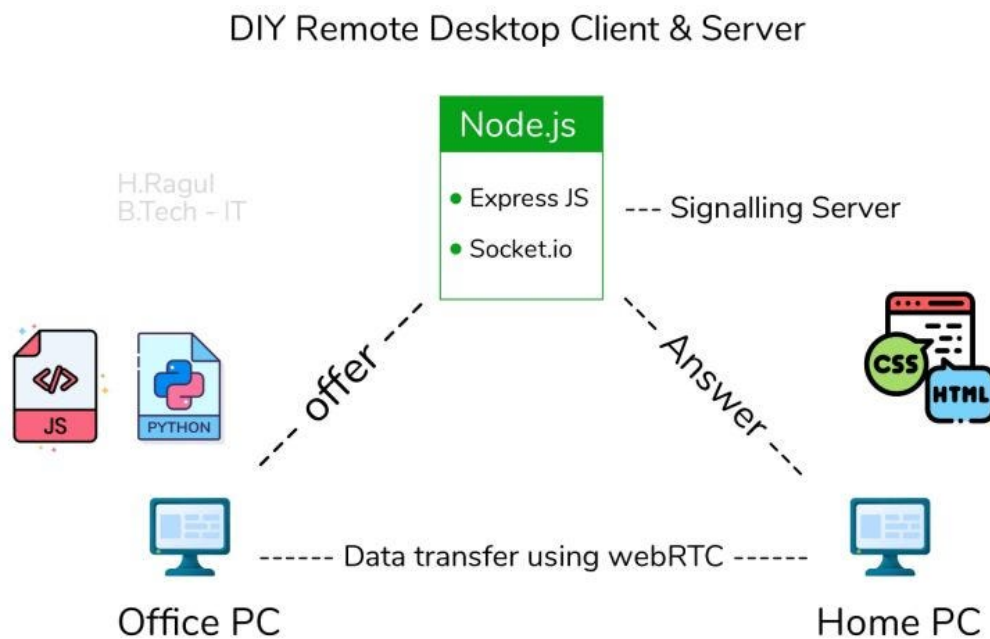 DIY Remote Desktop Client & Server
Node.js
H.Ragul
B.Tech - IT
Express JS
Socket.io
--- Signalling Server
offer
Answer
JS
PYTHON
CSS
HTML
Data transfer using webRTC
Office PC
Home PC